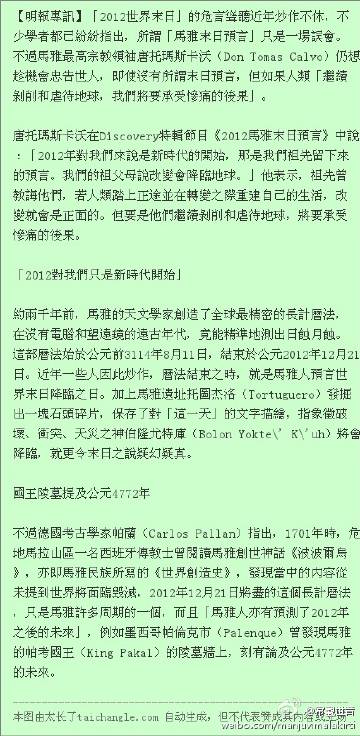 【明報專訊】「2012世界末日」的危言聳聽近年炒作不休，不
少學者都已紛紛指出，所謂「馬雅末日預言」只是一場誤會。
不過馬雅最高宗教領袖唐托瑪斯卡沃（Don Tomas Calvo）仍想
趁機會忠告世人，即使沒有所謂末日預言，但如果人類「繼續
剝削和虐待地球，我們將要承受慘痛的後果」。
唐托瑪斯卡沃在Discovery特輯節目《2012馬雅末日預言》中說
：「2012年對我們來說是新時代的開始，那是我們祖先留下來
的預言。我們的祖父母說改變會降臨地球。」他表示，祖先曾
教誨他們，若人類踏上正途並在轉變之際重建自己的生活，改
變就會是正面的。但要是他們繼續剝削和虐待地球，將要承受
慘痛的後果。
「2012對我們只是新時代開始」
約兩千年前，馬雅的天文學家創造了全球最精密的長計曆法，
在沒有電腦和望遠鏡的遠古年代，竟能精準地測出日蝕月蝕。
這部曆法始於公元前3114年8月11日，結束於公元2012年12月21
日。近年一些人因此炒作，曆法結束之時，就是馬雅人預言世
界末日降臨之日。加上馬雅遺址托圖杰洛（Tortuguero）發掘
出一塊石頭碎片，保存了對「這一天」的文字描繪，指象徵破
壞、衝突、天災之神伯隆尤特庫（Bolon Yokte\' K\'uh）將會
降臨，就更令末日之說疑幻疑真。
國王陵墓提及公元4772年
不過德國考古學家帕蘭（Carlos Pallan）指出，1701年時，危
地馬拉山區一名西班牙傳教士曾閱讀馬雅創世神話《波波爾烏
》，亦即馬雅民族所寫的《世界創造史》，發現當中的內容從
未提到世界將面臨毀滅，2012年12月21日將盡的這個長計曆法
，只是馬雅許多周期的一個，而且「馬雅人亦有預測了2012年
之後的未來」，例如墨西哥帕倫克市（Palenque）曾發現馬雅
的帕考國王（King Pakal）的陵墓牆上，刻有論及公元4772年
的未來。
本图由太长了taichangle.com 自动生成，但不代表赞成其内容或立场
weibo.com/manjuvimalakirti